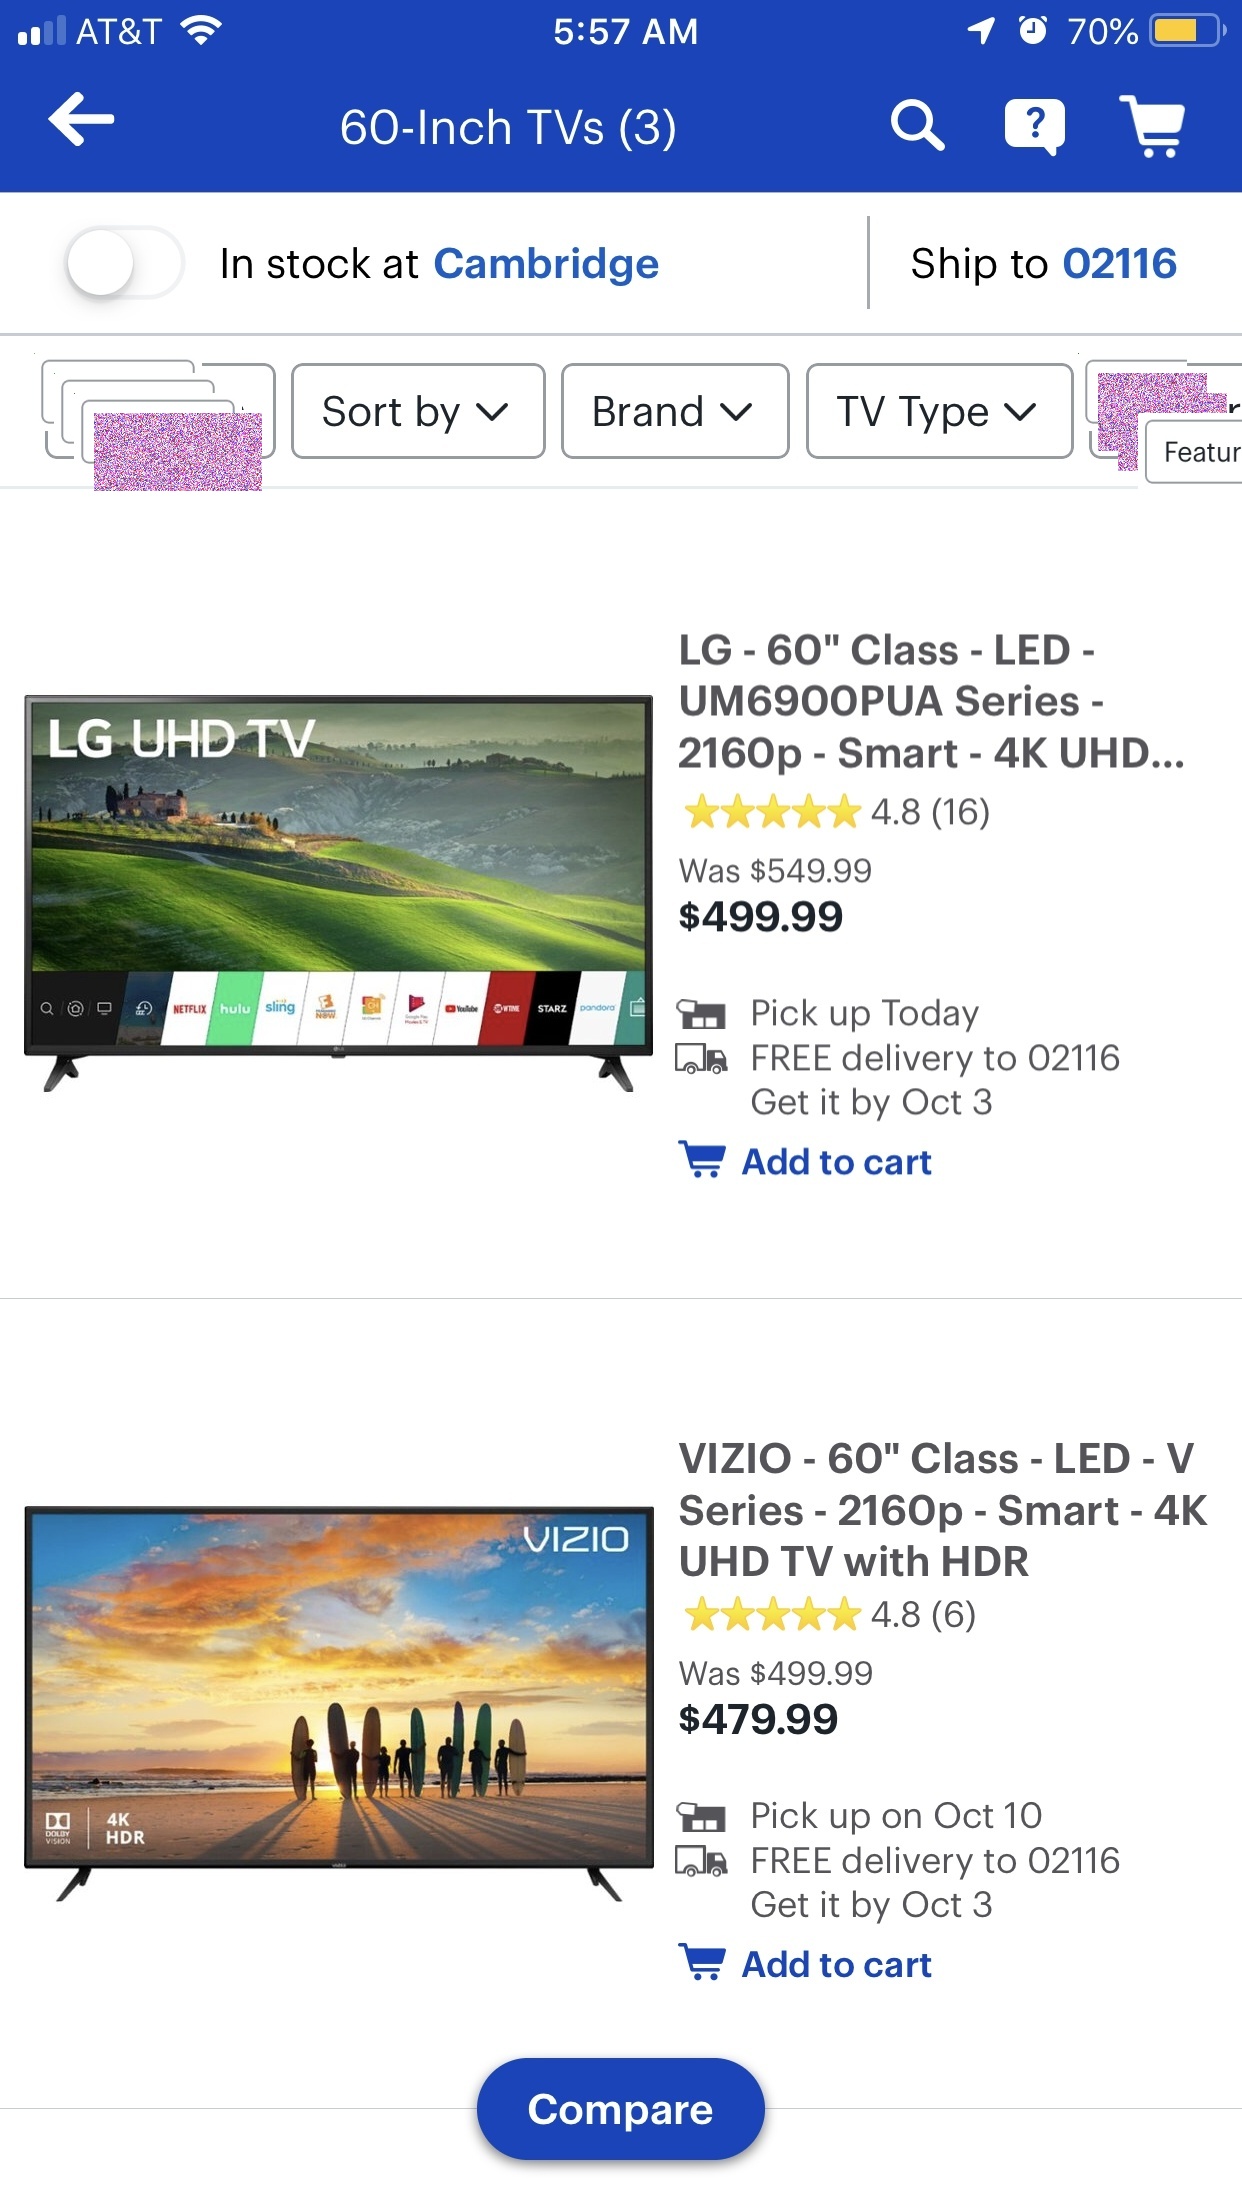 AT&T 5:57 AM 70%
60-Inch TVs (3) ?
In stock at Cambridge Ship to 02116
Sort by Brand TV Type
Featur
LG - 60" Class - LED -
UM6900PUA Series -
2160p - Smart - 4K UHD...
4.8 (16)
Was $549.99
$499.99
Pick up Today
FREE delivery to 02116
Get it by Oct 3
Add to cart
LG UHD TV
NETFLIX hulu sling YouTube SHOWTIME STARZ pandora
VIZIO - 60" Class - LED - V
Series - 2160p - Smart - 4K
UHD TV with HDR
4.8 (6)
Was $499.99
$479.99
Pick up on Oct 10
FREE delivery to 02116
Get it by Oct 3
Add to cart
VIZIO
DOLBY
VISION
4K
HDR
Compare